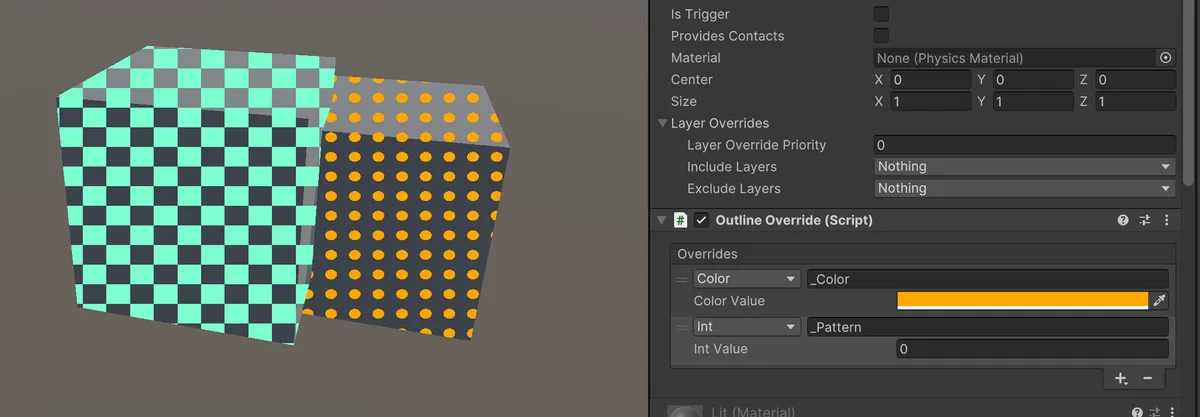 Is Trigger
Provides Contacts
Material None (Physics Material)
Center X 0 Y 0 Z 0
Size X 1 Y 1 Z 1
Layer Overrides
Layer Override Priority 0
Include Layers Nothing
Exclude Layers Nothing
# Outline Override (Script)
Overrides
Color _Color
Color Value
Int _Pattern
Int Value 0
Lit (Material)